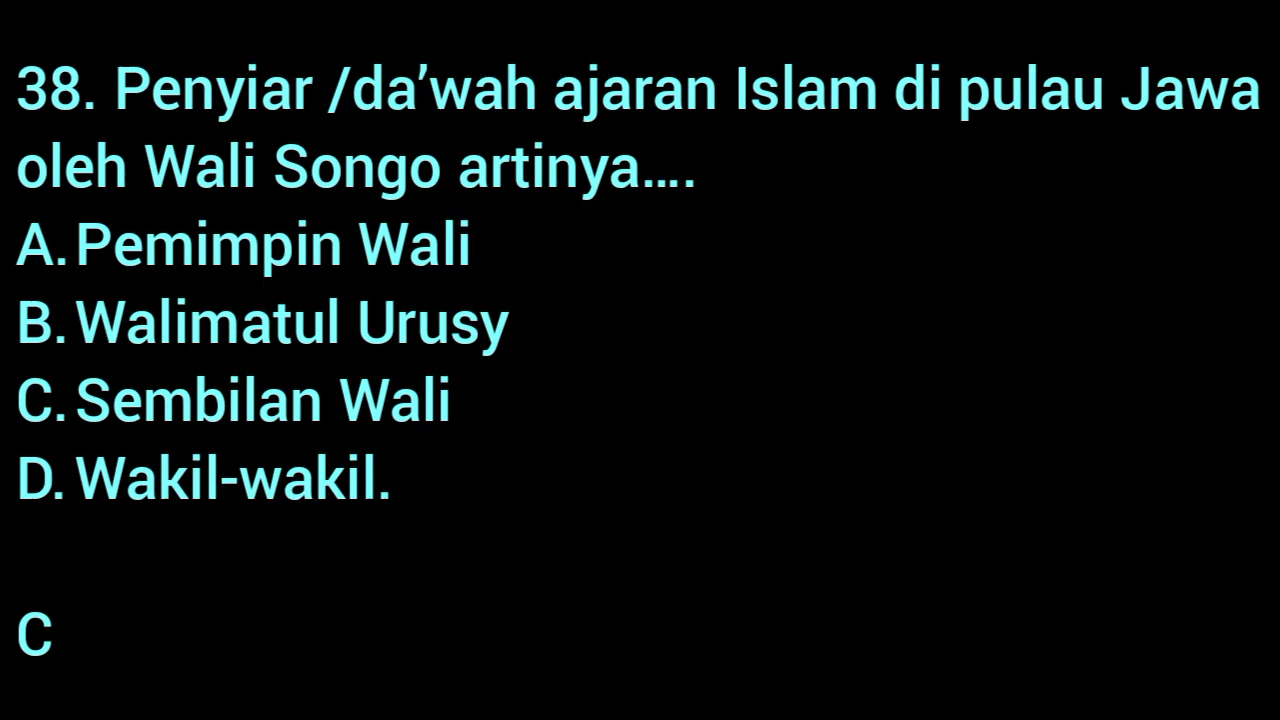 38. Penyiar /da’wah ajaran Islam di pulau Jawa
oleh Wali Songo artinya….
A. Pemimpin Wali
B. Walimatul Urusy
C. Sembilan Wali
D. Wakil-wakil.
C